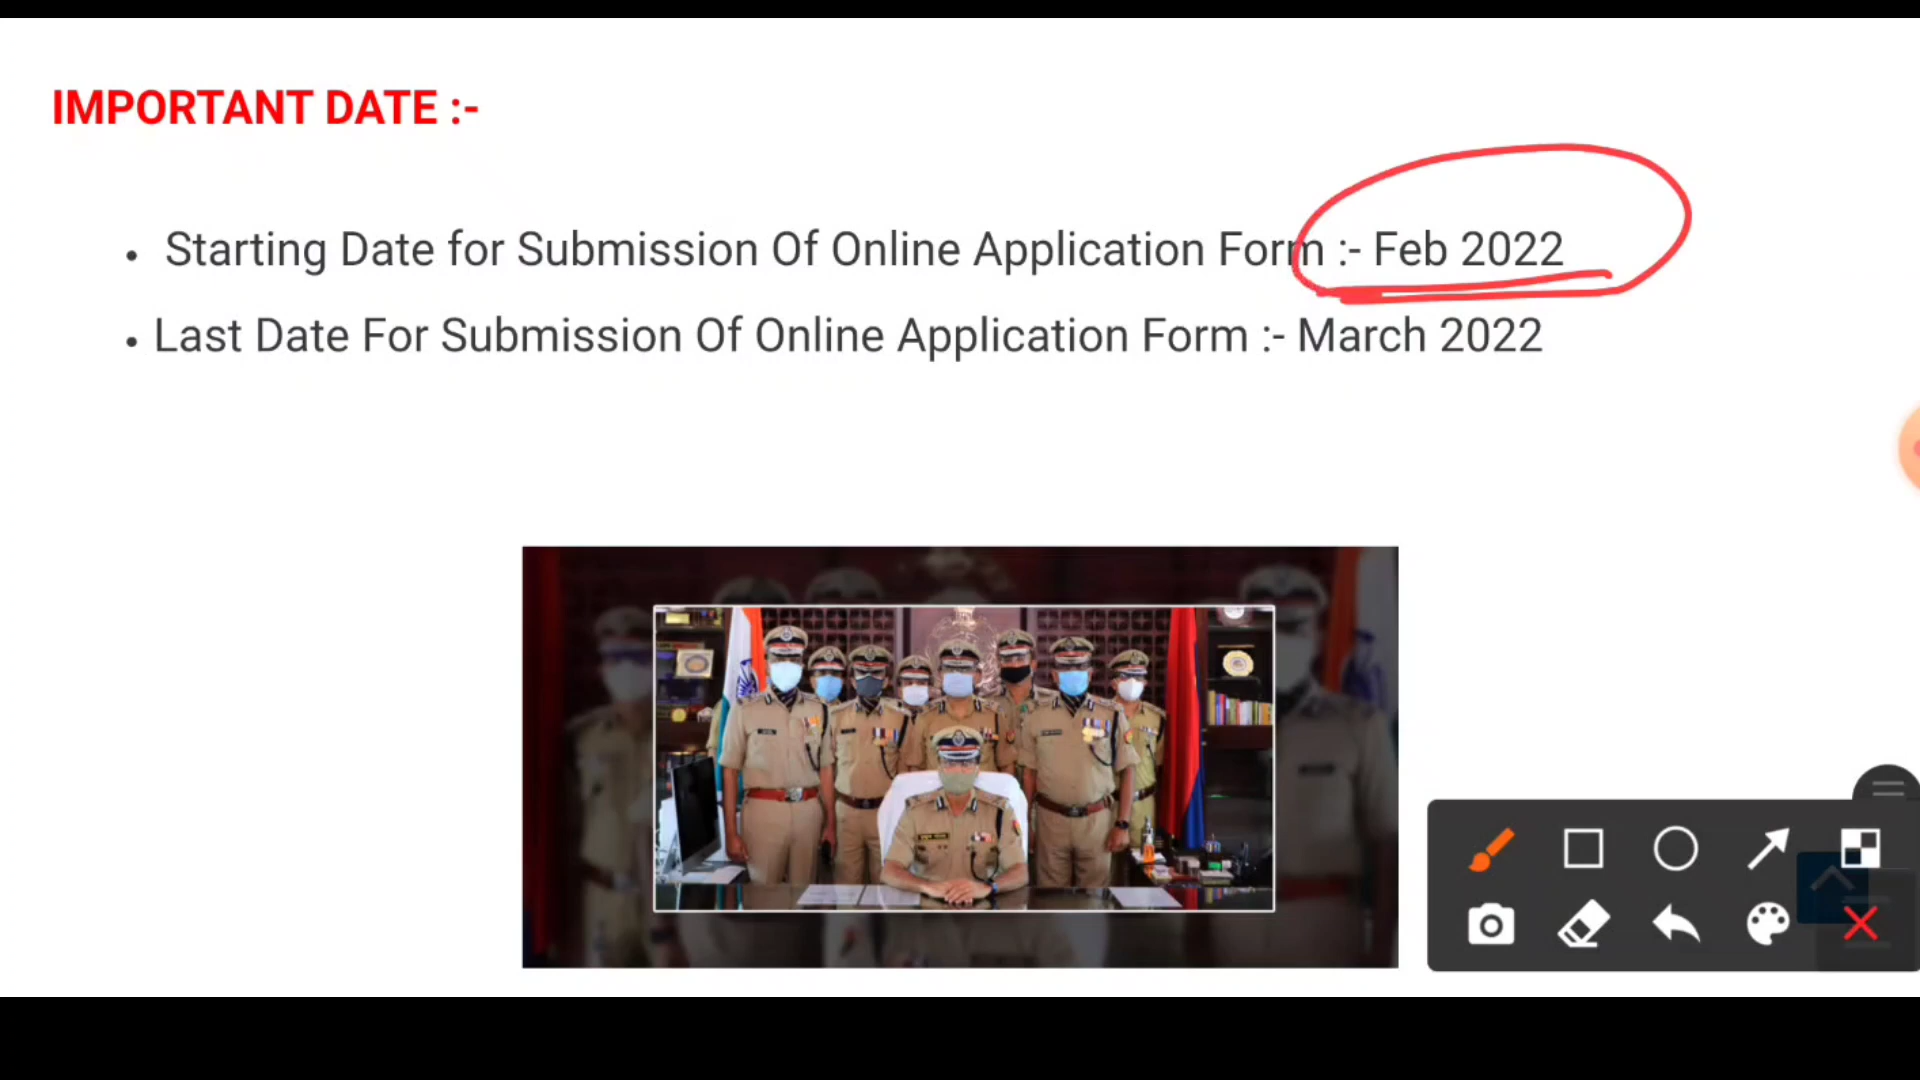 IMPORTANT DATE :-
• Starting Date for Submission Of Online Application Form :- Feb 2022
• Last Date For Submission Of Online Application Form :- March 2022